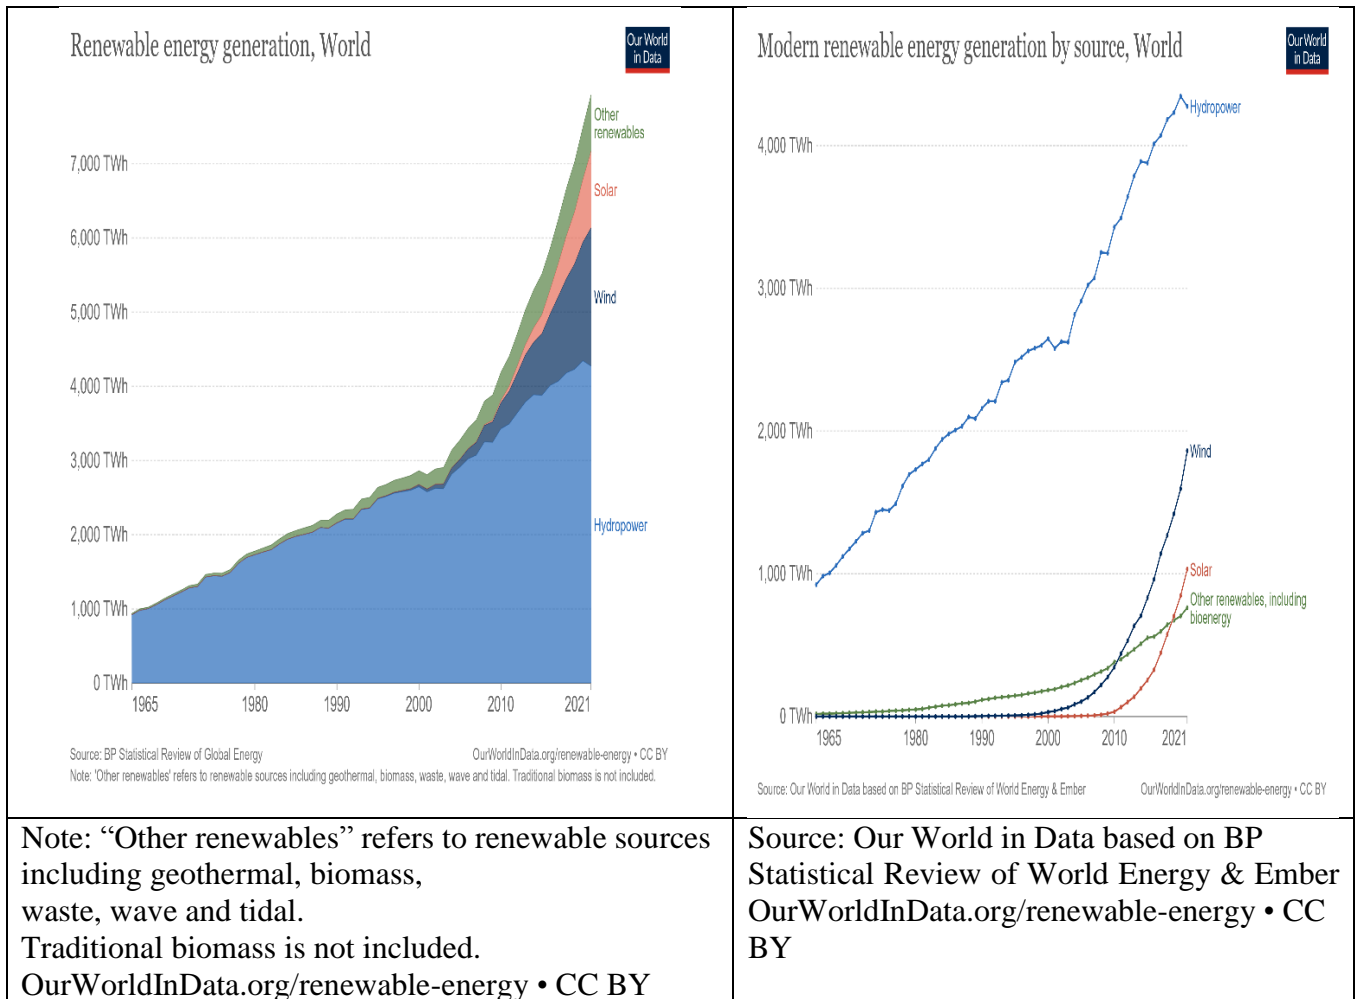 Renewable energy generation, World
Our World
in Data
Other
renewables
7,000 TWh
Solar
6,000 TWh
Wind
5,000 TWh
4,000 TWh
3,000 TWh
Hydropower
2,000 TWh
1,000 TWh
0 TWh
1965
1980
1990
2000
2010
2021
Source: BP Statistical Review of Global Energy
OurWorldInData.org/renewable-energy • CC BY
Note: 'Other renewables' refers to renewable sources including geothermal, biomass, waste, wave and tidal. Traditional biomass is not included.
Modern renewable energy generation by source, World
Our World
in Data
Hydropower
4,000 TWh
3,000 TWh
2,000 TWh
Wind
1,000 TWh
Solar
Other renewables, including
bioenergy
0 TWh
1965
1980
1990
2000
2010
2021
Source: Our World in Data based on BP Statistical Review of World Energy & Ember
OurWorldInData.org/renewable-energy • CC BY
Note: “Other renewables” refers to renewable sources
including geothermal, biomass,
waste, wave and tidal.
Traditional biomass is not included.
OurWorldInData.org/renewable-energy • CC BY
Source: Our World in Data based on BP
Statistical Review of World Energy & Ember
OurWorldInData.org/renewable-energy • CC
BY